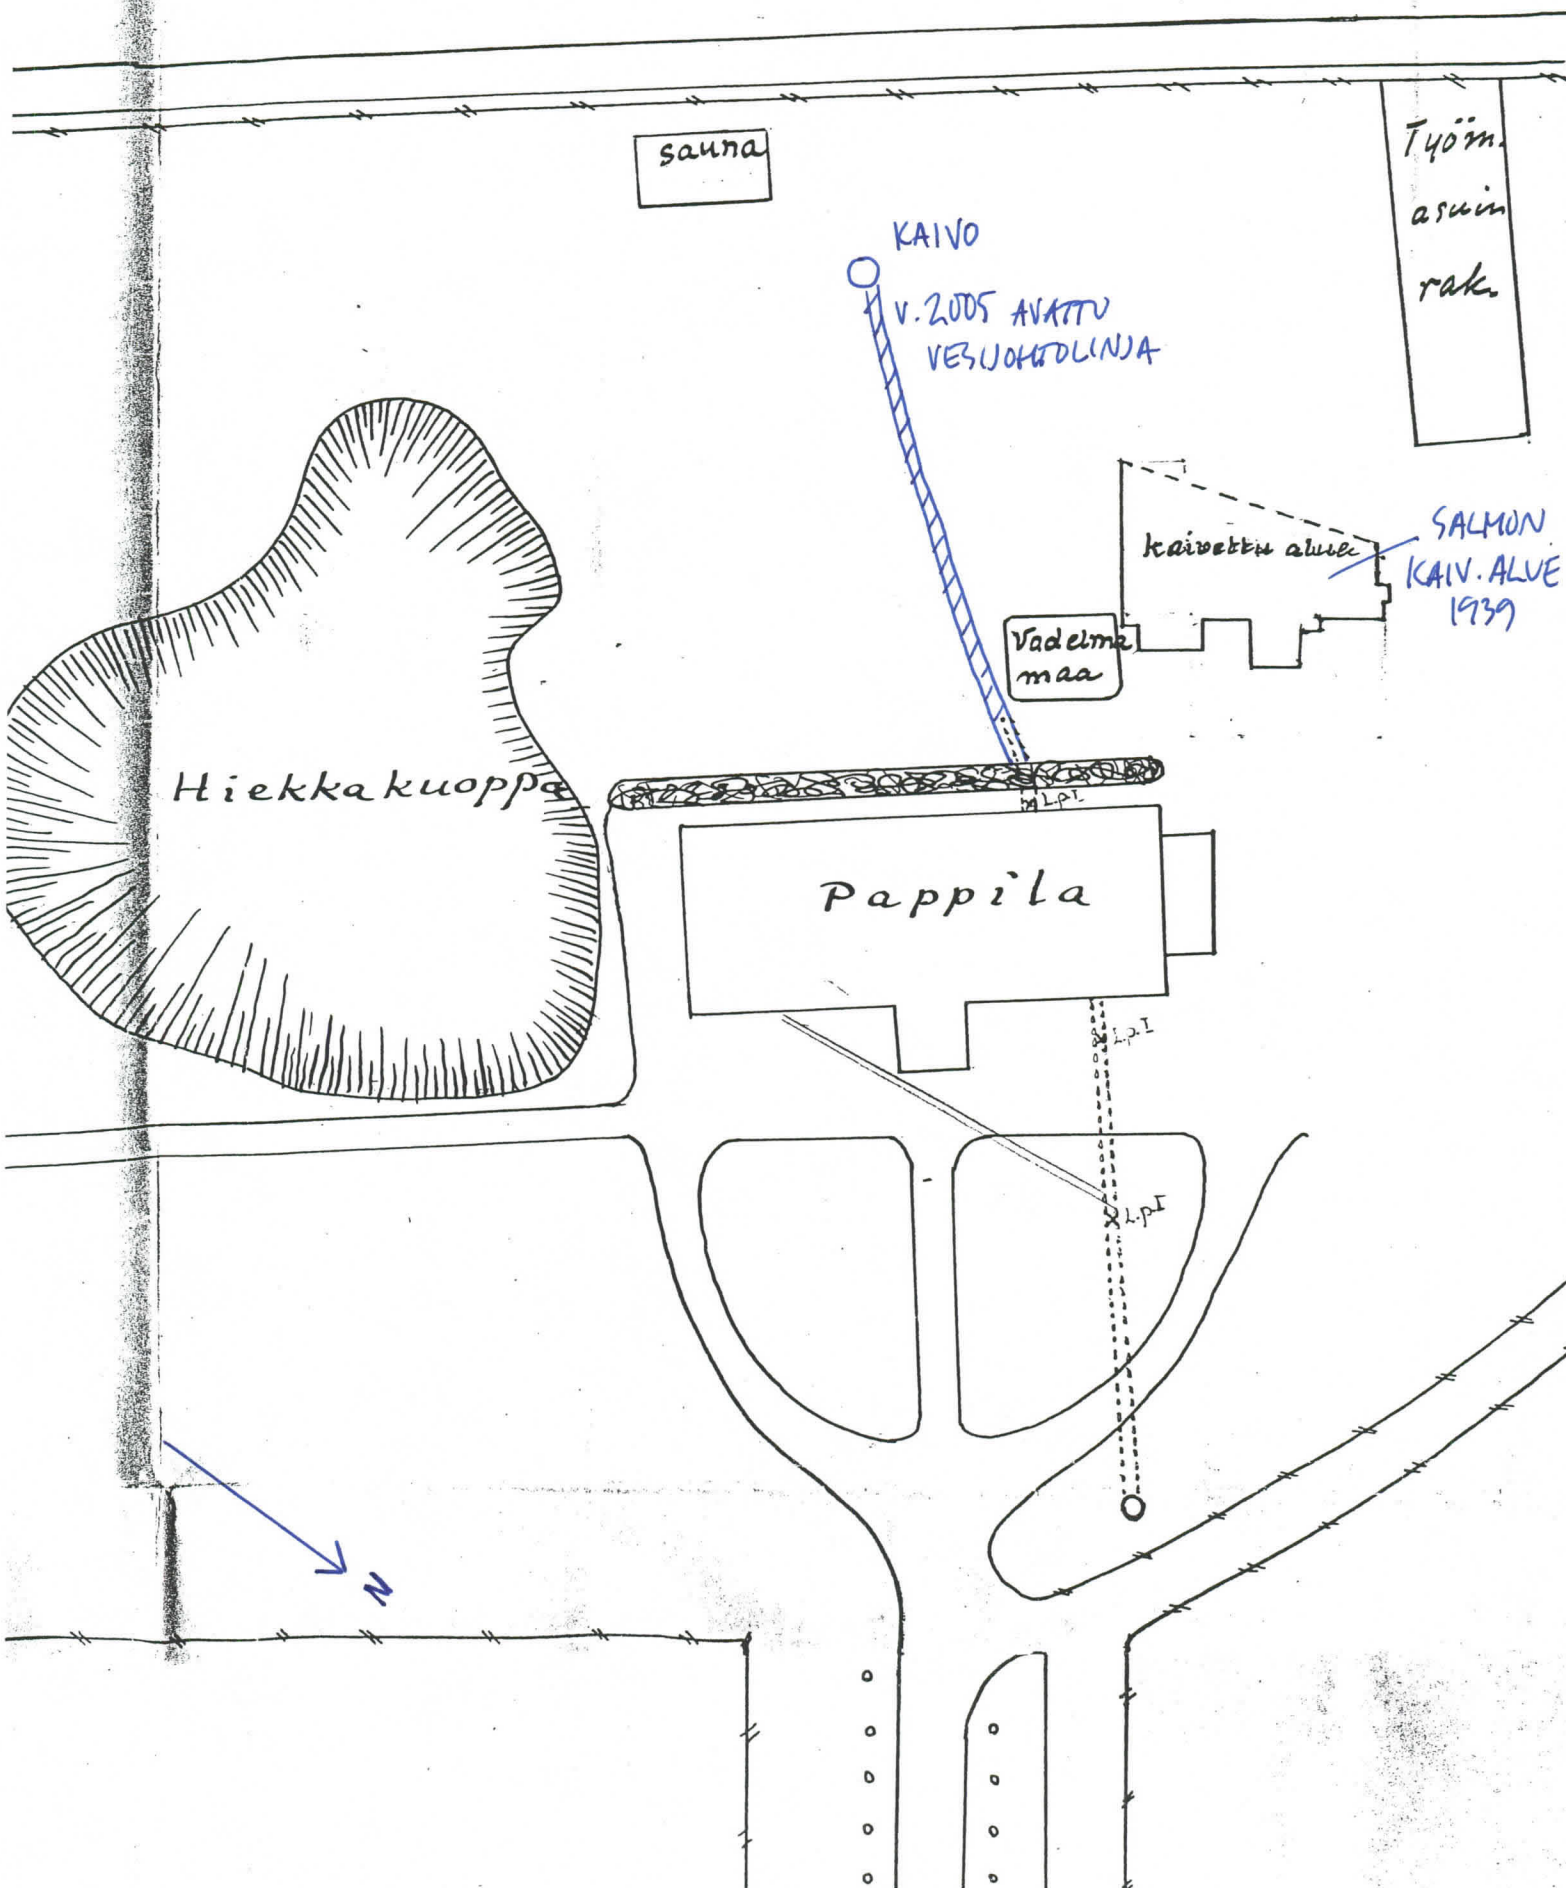 sauna
Työm.
asuin
rak.
KAIVO
V. 2005 AVATTU
VESIJOHTOLINJA
kaivettu alue
SALMON
KAIV. ALUE
1939
Vadelma
maa
Hiekkakuoppa
L.p.I
Pappila
L.p.I
L.p.I
N